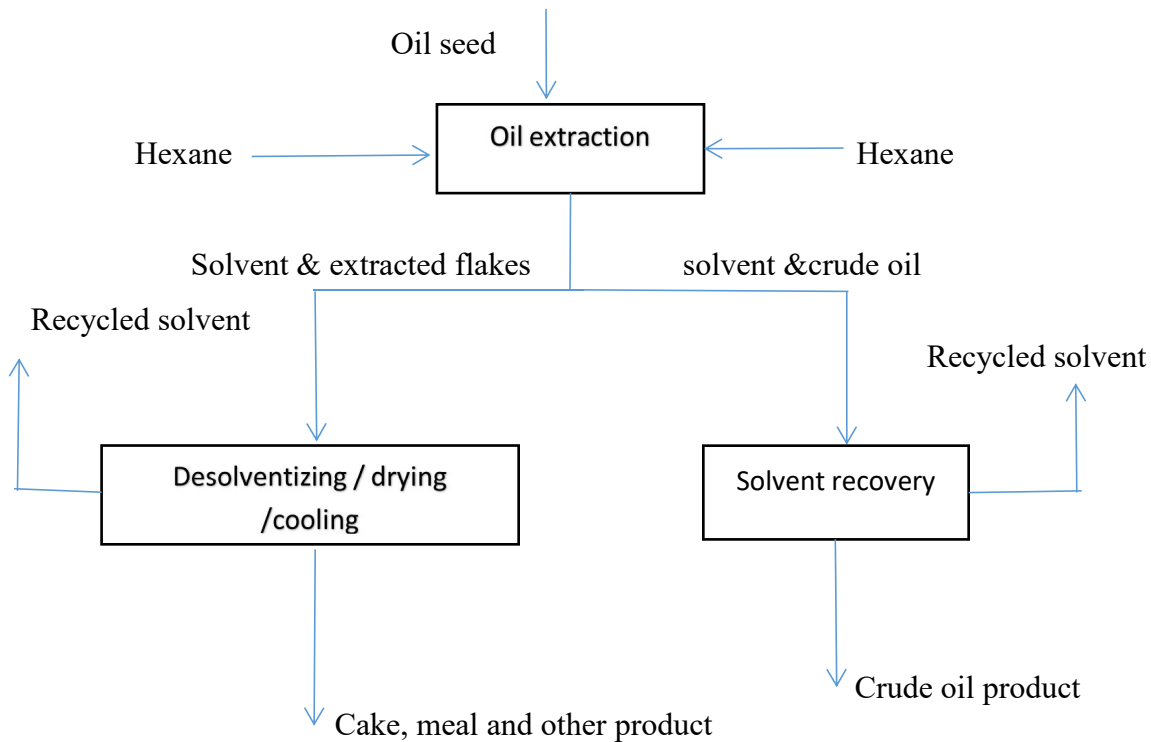 Oil seed
Oil extraction
Hexane
Hexane
Solvent & extracted flakes
solvent &crude oil
Recycled solvent
Recycled solvent
Desolventizing / drying
/cooling
Solvent recovery
Crude oil product
Cake, meal and other product